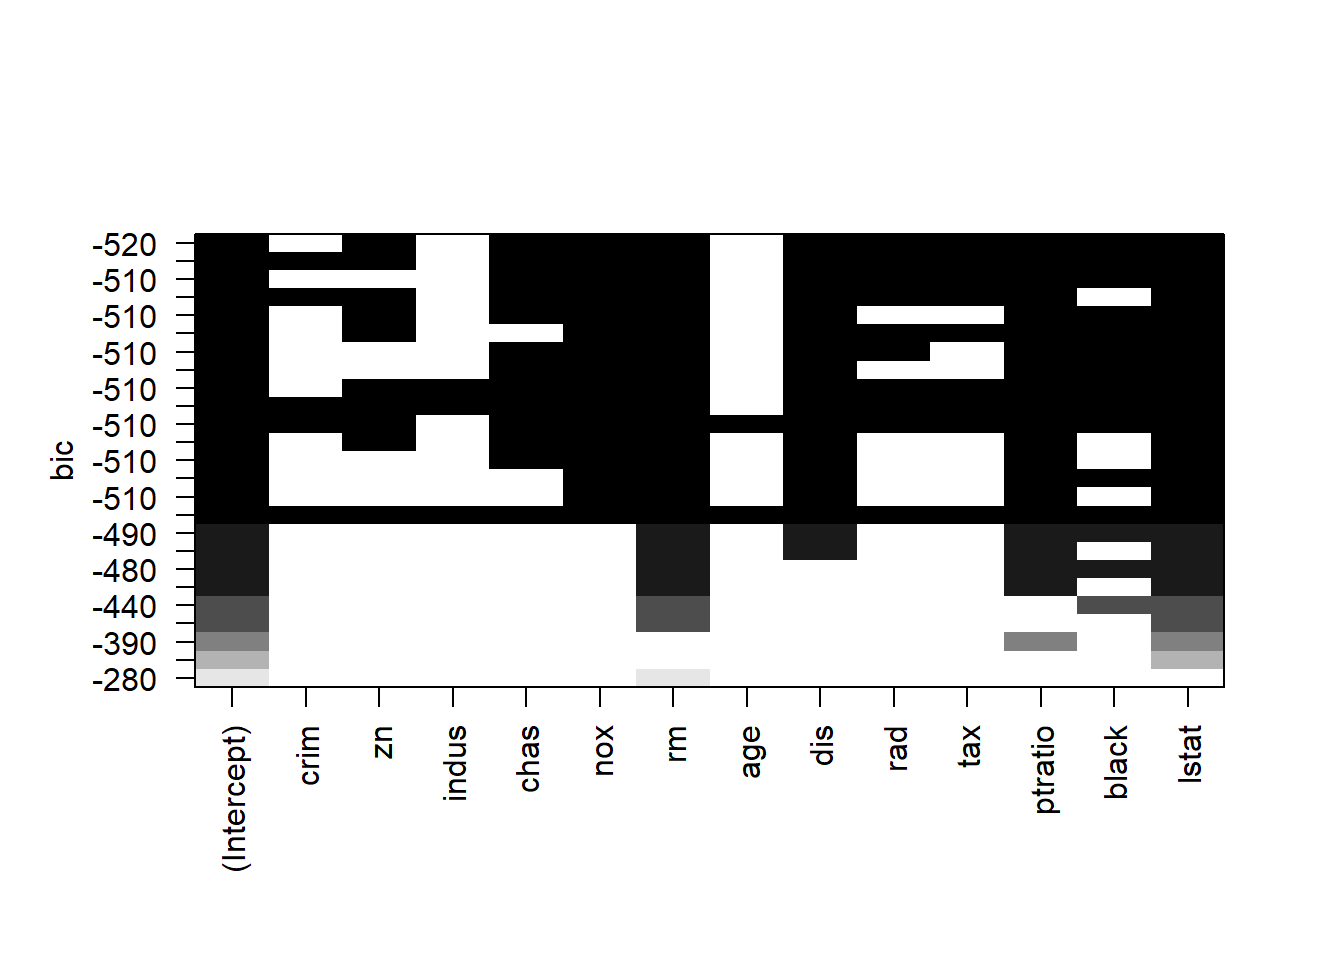 bic
-520
-510
-510
-510
-510
-510
-510
-510
-490
-480
-440
-390
-280
(Intercept)
crim
zn
indus
chas
nox
rm
age
dis
rad
tax
ptratio
black
lstat